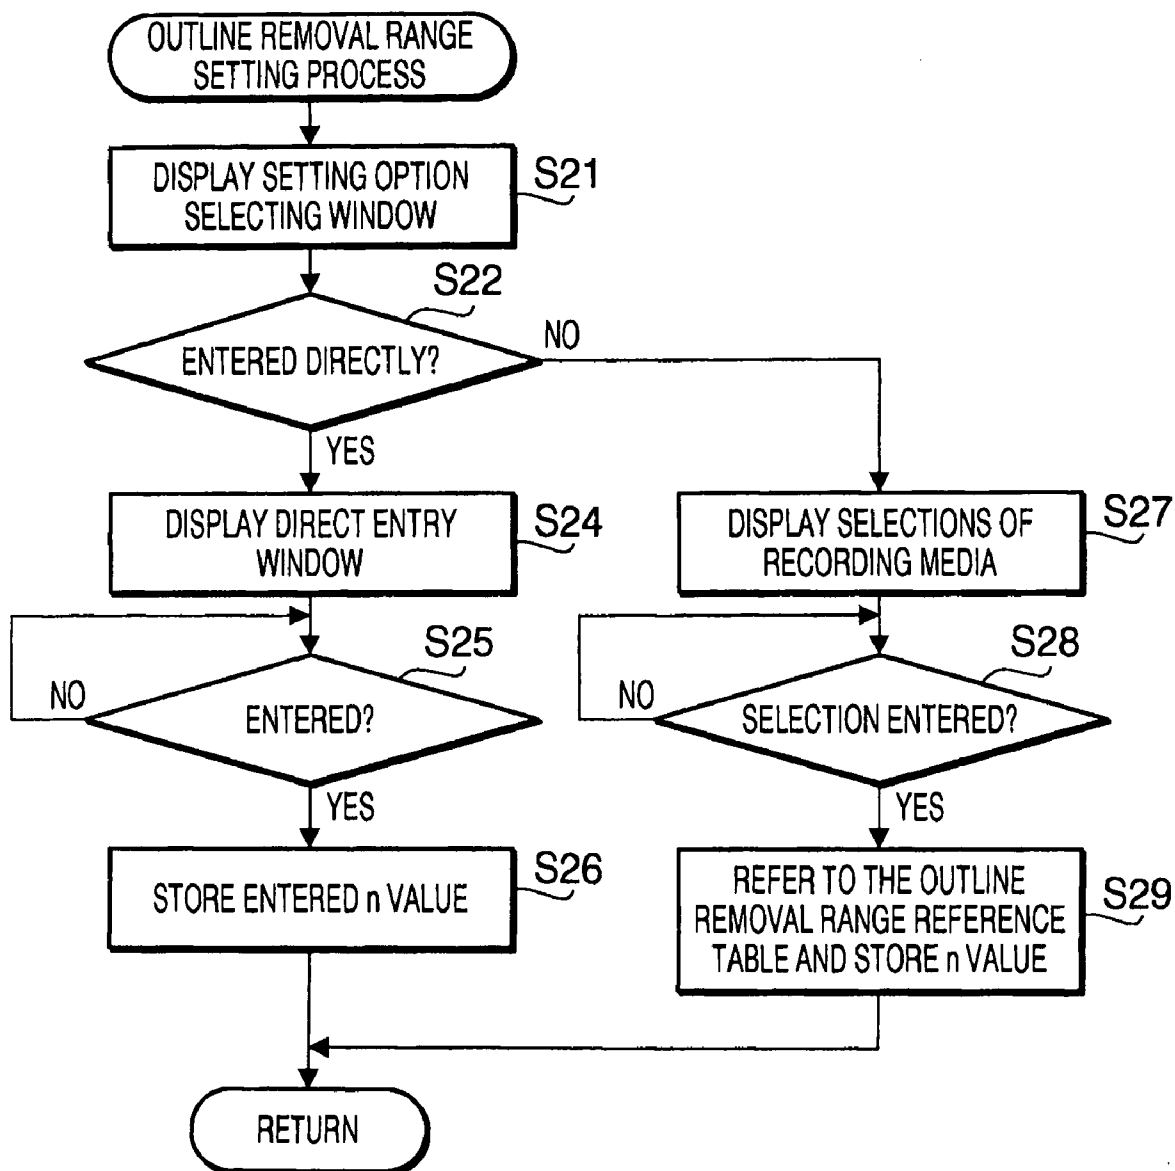 OUTLINE REMOVAL RANGE
SETTING PROCESS
DISPLAY SETTING OPTION
SELECTING WINDOW
S21
S22
ENTERED DIRECTLY?
NO
YES
DISPLAY DIRECT ENTRY
WINDOW
S24
DISPLAY SELECTIONS OF
RECORDING MEDIA
S27
S25
NO
ENTERED?
YES
S28
NO
SELECTION ENTERED?
YES
STORE ENTERED n VALUE
S26
REFER TO THE OUTLINE
REMOVAL RANGE REFERENCE
TABLE AND STORE n VALUE
S29
RETURN